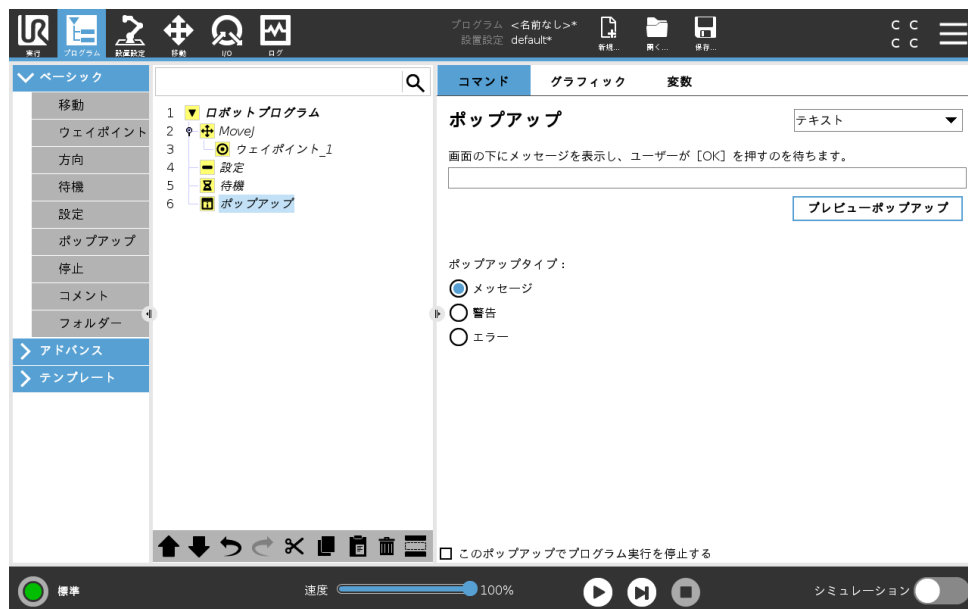 UR
実行
プログラム
設置設定
移動
I/O
ログ
プログラム <名前なし>*
設置設定 default*
新規...
開く...
保存...
C C
C C
ベーシック
移動
ウェイポイント
方向
待機
設定
ポップアップ
停止
コメント
フォルダー
アドバンス
テンプレート
1 ロボットプログラム
2 MoveJ
3 ウェイポイント_1
4 設定
5 待機
6 ポップアップ
コマンド グラフィック 変数
ポップアップ
テキスト
画面の下にメッセージを表示し、ユーザーが [OK] を押すのを待ちます。
プレビューポップアップ
ポップアップタイプ：
メッセージ
警告
エラー
このポップアップでプログラム実行を停止する
標準
速度
100%
シミュレーション